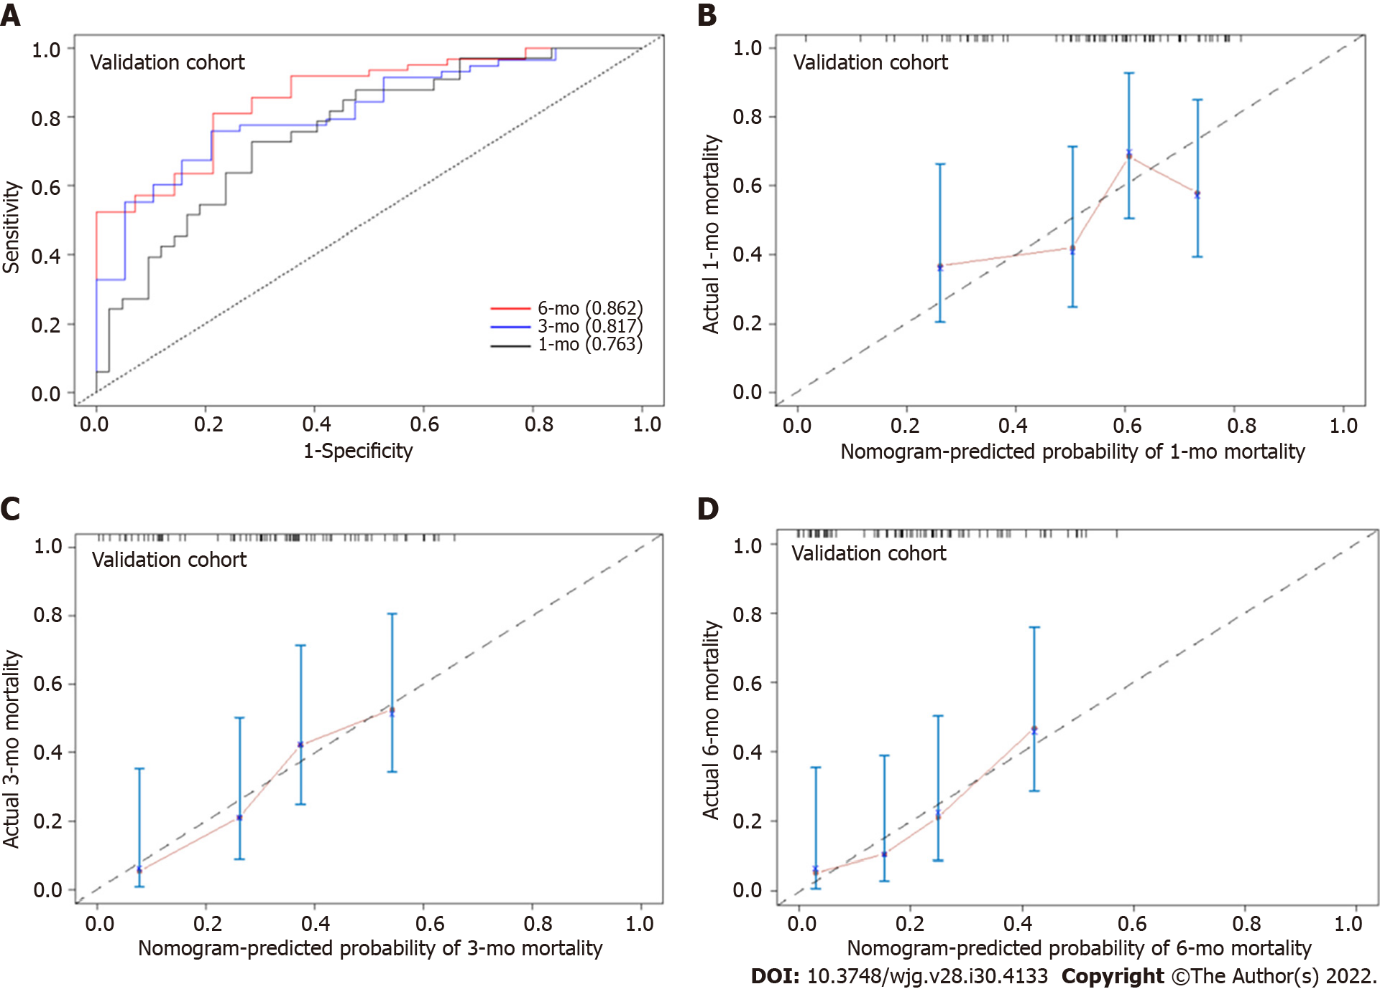 A
Validation cohort
1.0
0.8
0.6
0.4
0.2
0.0
Sensitivity
6-mo (0.862)
3-mo (0.817)
1-mo (0.763)
0.0 0.2 0.4 0.6 0.8 1.0
1-Specificity
B
Validation cohort
1.0
0.8
0.6
0.4
0.2
0.0
Actual 1-mo mortality
0.0 0.2 0.4 0.6 0.8 1.0
Nomogram-predicted probability of 1-mo mortality
C
Validation cohort
1.0
0.8
0.6
0.4
0.2
0.0
Actual 3-mo mortality
0.0 0.2 0.4 0.6 0.8 1.0
Nomogram-predicted probability of 3-mo mortality
D
Validation cohort
1.0
0.8
0.6
0.4
0.2
0.0
Actual 6-mo mortality
0.0 0.2 0.4 0.6 0.8 1.0
Nomogram-predicted probability of 6-mo mortality
DOI: 10.3748/wjg.v28.i30.4133 Copyright ©The Author(s) 2022.